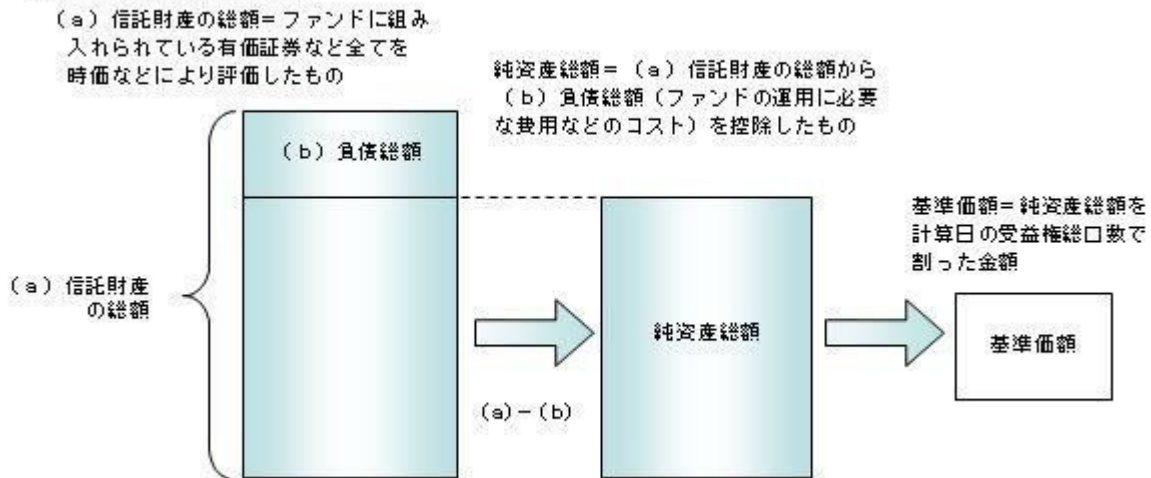 (a) 信託財産の総額=ファンドに組み
入れられている有価証券など全てを
時価などにより評価したもの
純資産総額= (a) 信託財産の総額から
(b) 負債総額(ファンドの運用に必要
な費用などのコスト)を控除したもの
(b) 負債総額
基準価額=純資産総額を
計算日の受益権総口数で
割った金額
(a) 信託財産
の総額
純資産総額
基準価額
(a)-(b)